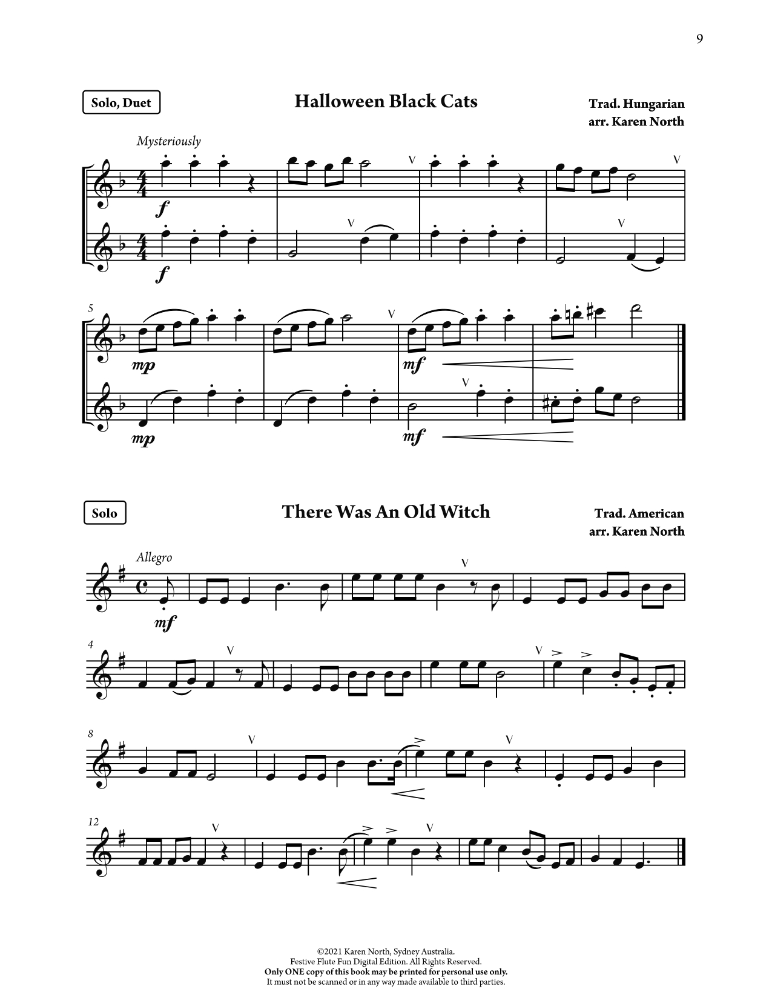 9
Solo, Duet
Halloween Black Cats
Trad. Hungarian
arr. Karen North
Mysteriously
f
f
5
mp
mf
mp
mf
Solo
There Was An Old Witch
Trad. American
arr. Karen North
Allegro
mf
4
8
12
©2021 Karen North, Sydney Australia.
Festive Flute Fun Digital Edition. All Rights Reserved.
Only ONE copy of this book may be printed for personal use only.
It must not be scanned or in any way made available to third parties.